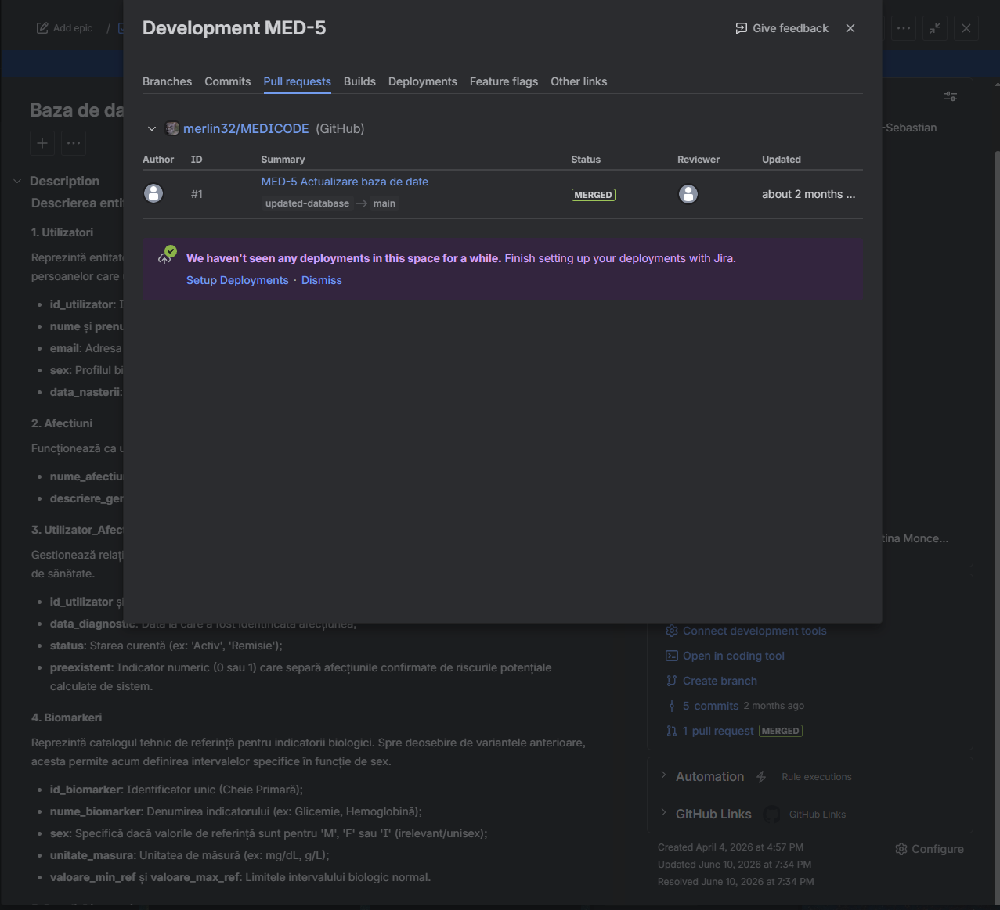 Add epic /
Development MED-5
Give feedback
Branches Commits Pull requests Builds Deployments Feature flags Other links
merlin32/MEDICODE (GitHub)
Author ID Summary Status Reviewer Updated
#1 MED-5 Actualizare baza de date MERGED about 2 months ...
updated-database → main
We haven't seen any deployments in this space for a while. Finish setting up your deployments with Jira.
Setup Deployments · Dismiss
Baza de da
Description
Descrierea enti
1. Utilizatori
Reprezintă entitat
persoanelor care
• id_utilizator: I
• nume și prenu
• email: Adresa
• sex: Profilul bi
• data_nasterii:
2. Afectiuni
Funcționează ca u
• nume_afectiu
• descriere_ger
3. Utilizator_Afec
Gestionează relați
de sănătate.
• id_utilizator și
• data_diagnostic: Data la care a fost identificată afecțiunea;
• status: Starea curentă (ex: 'Activ', 'Remisie');
• preexistent: Indicator numeric (0 sau 1) care separă afecțiunile confirmate de riscurile potențiale
calculate de sistem.
4. Biomarkeri
Reprezintă catalogul tehnic de referință pentru indicatorii biologici. Spre deosebire de variantele anterioare,
acesta permite acum definirea intervalelor specifice în funcție de sex.
• id_biomarker: Identificator unic (Cheie Primară);
• nume_biomarker: Denumirea indicatorului (ex: Glicemie, Hemoglobină);
• sex: Specifică dacă valorile de referință sunt pentru 'M', 'F' sau 'I' (irelevant/unisex);
• unitate_masura: Unitatea de măsură (ex: mg/dL, g/L);
• valoare_min_ref și valoare_max_ref: Limitele intervalului biologic normal.
-Sebastian
tina Monce...
Connect development tools
Open in coding tool
Create branch
5 commits 2 months ago
1 pull request MERGED
Automation Rule executions
GitHub Links GitHub Links
Created April 4, 2026 at 4:57 PM
Configure
Updated June 10, 2026 at 7:34 PM
Resolved June 10, 2026 at 7:34 PM